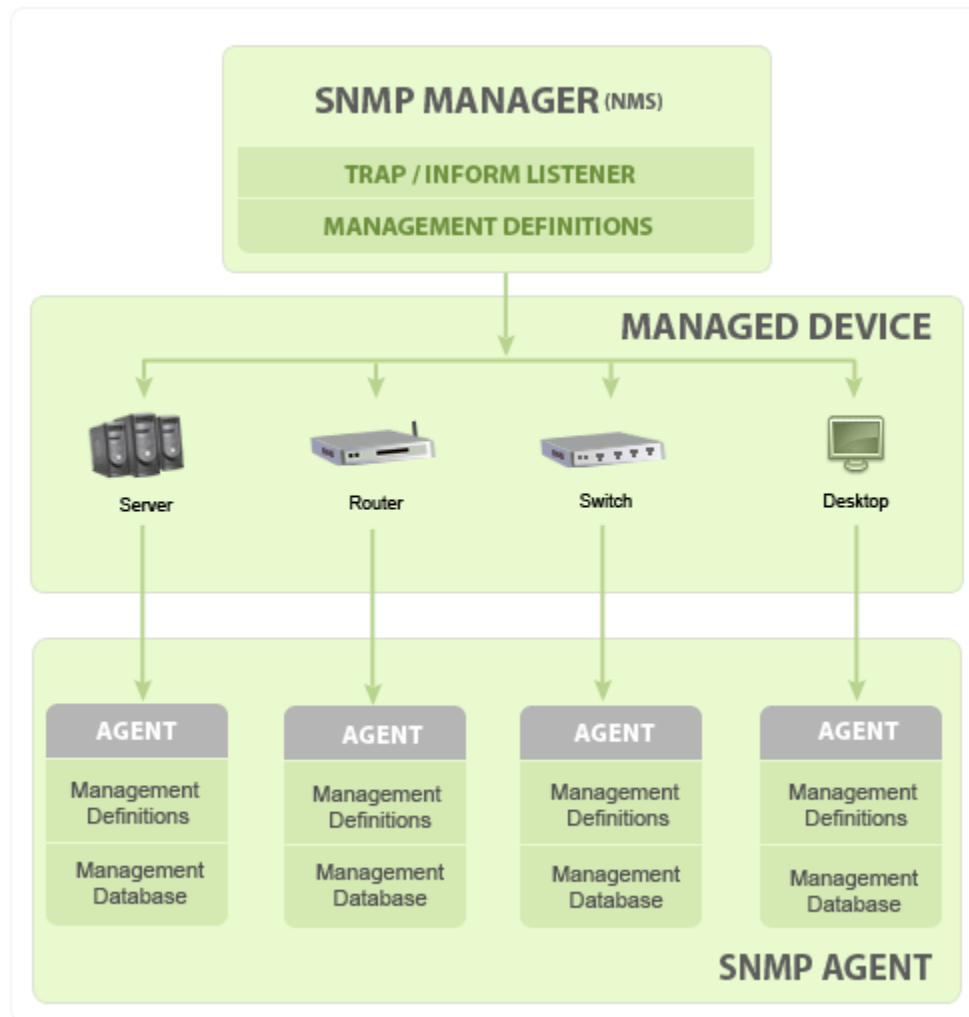 SNMP MANAGER (NMS)
TRAP / INFORM LISTENER
MANAGEMENT DEFINITIONS
MANAGED DEVICE
Server
Router
Switch
Desktop
AGENT
Management
Definitions
Management
Database
AGENT
Management
Definitions
Management
Database
AGENT
Management
Definitions
Management
Database
AGENT
Management
Definitions
Management
Database
SNMP AGENT